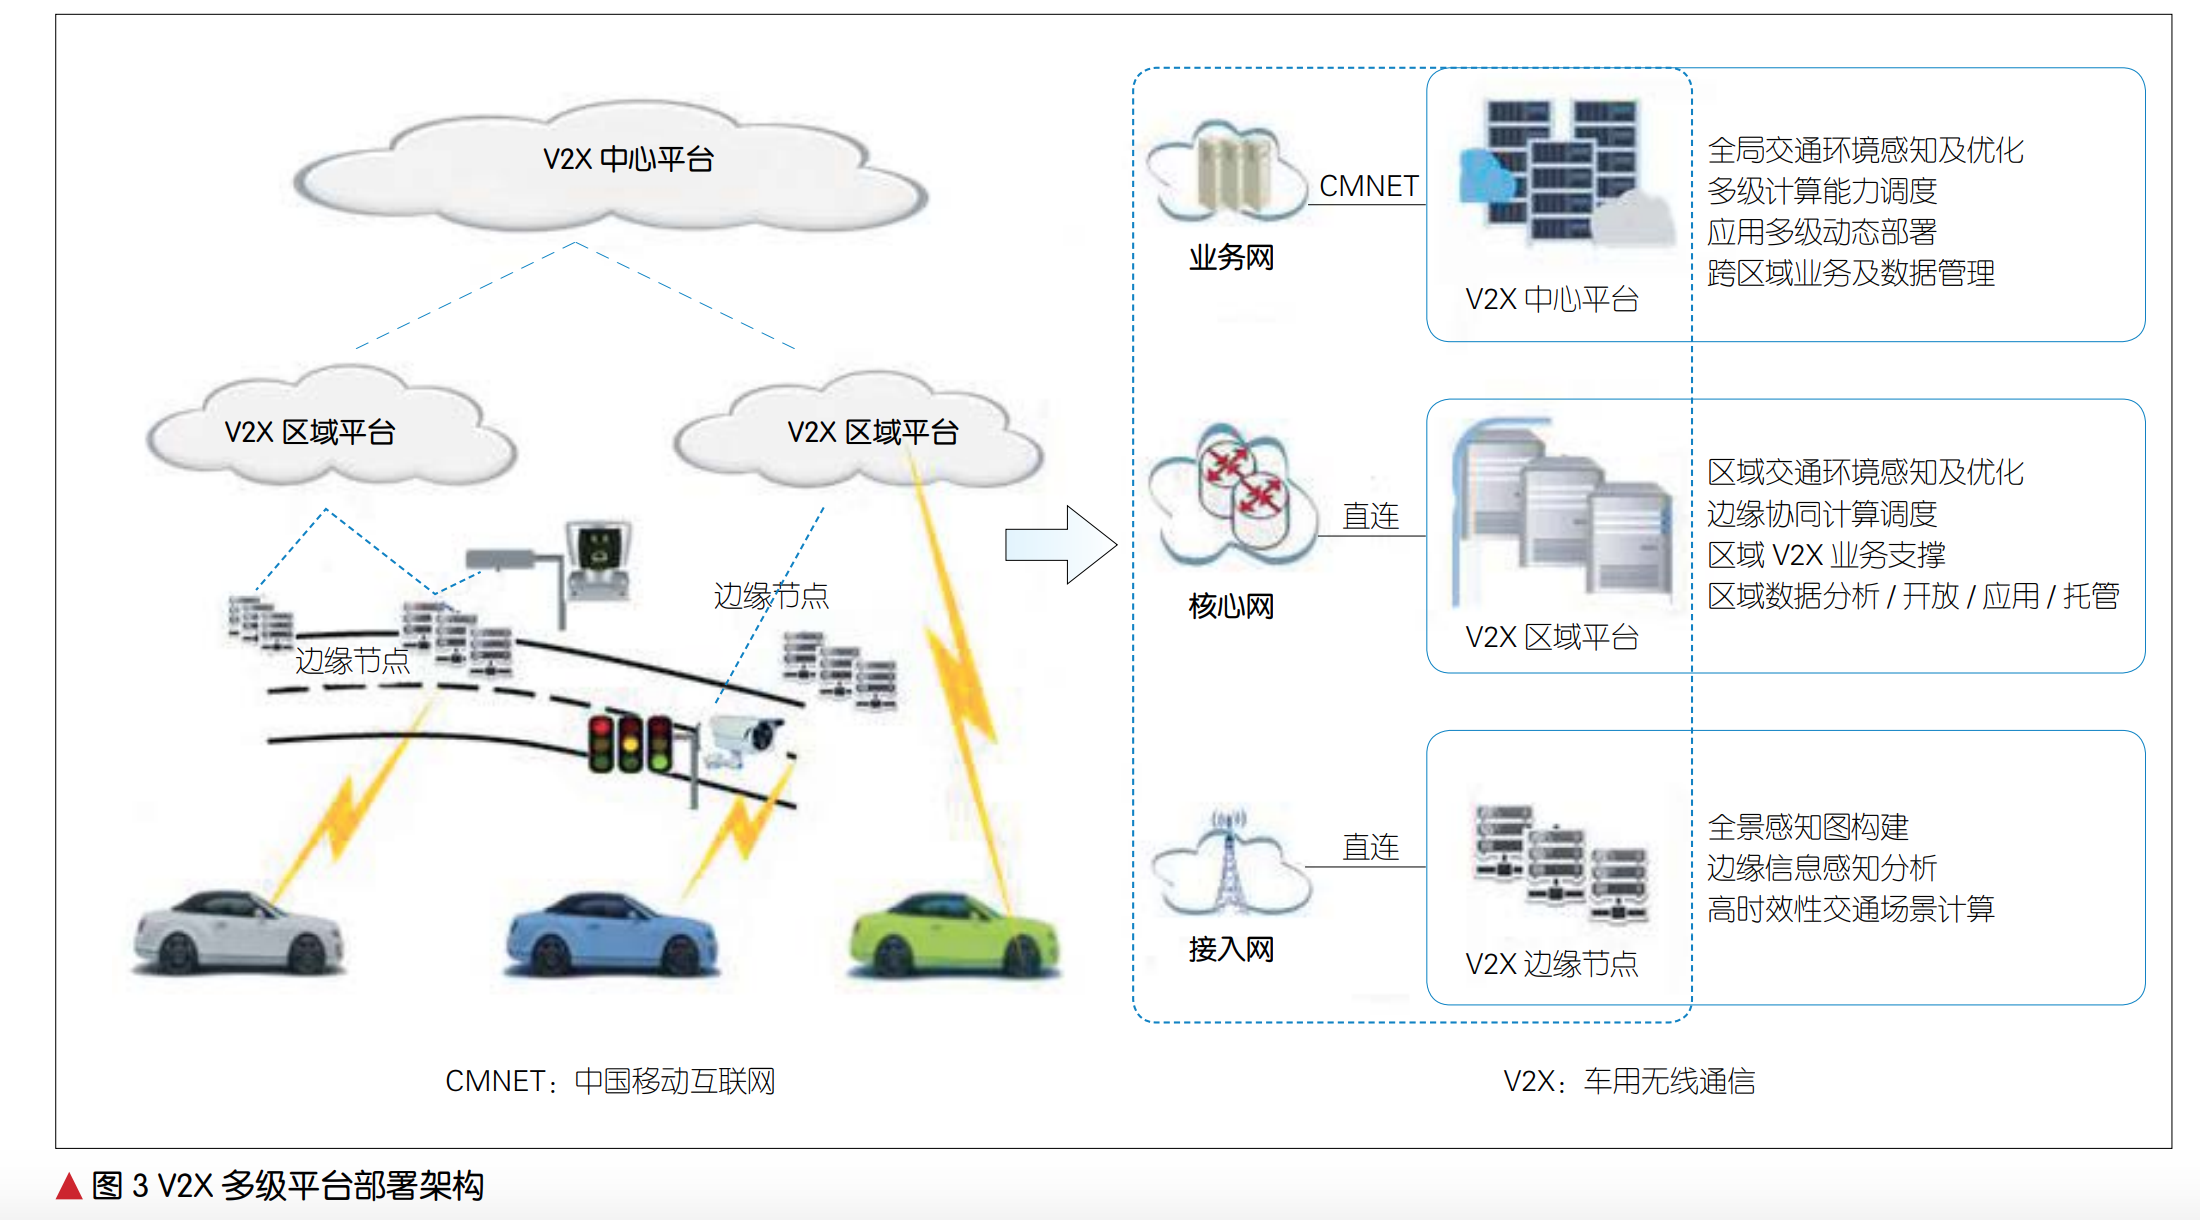 V2X 中心平台
V2X 区域平台
V2X 区域平台
边缘节点
边缘节点
业务网
CMNET
V2X 中心平台
全局交通环境感知及优化
多级计算能力调度
应用多级动态部署
跨区域业务及数据管理
核心网
直连
V2X 区域平台
区域交通环境感知及优化
边缘协同计算调度
区域 V2X 业务支撑
区域数据分析 / 开放 / 应用 / 托管
接入网
直连
V2X 边缘节点
全景感知图构建
边缘信息感知分析
高时效性交通场景计算
CMNET：中国移动互联网
V2X：车用无线通信
▲图 3 V2X 多级平台部署架构